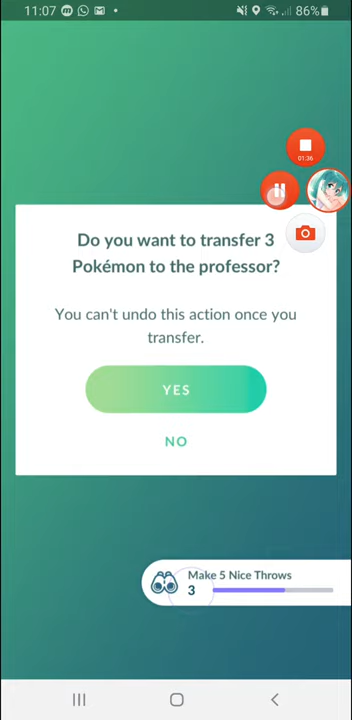 11:07
86%
01:36
Do you want to transfer 3
Pokémon to the professor?
You can't undo this action once you
transfer.
YES
NO
Make 5 Nice Throws
3